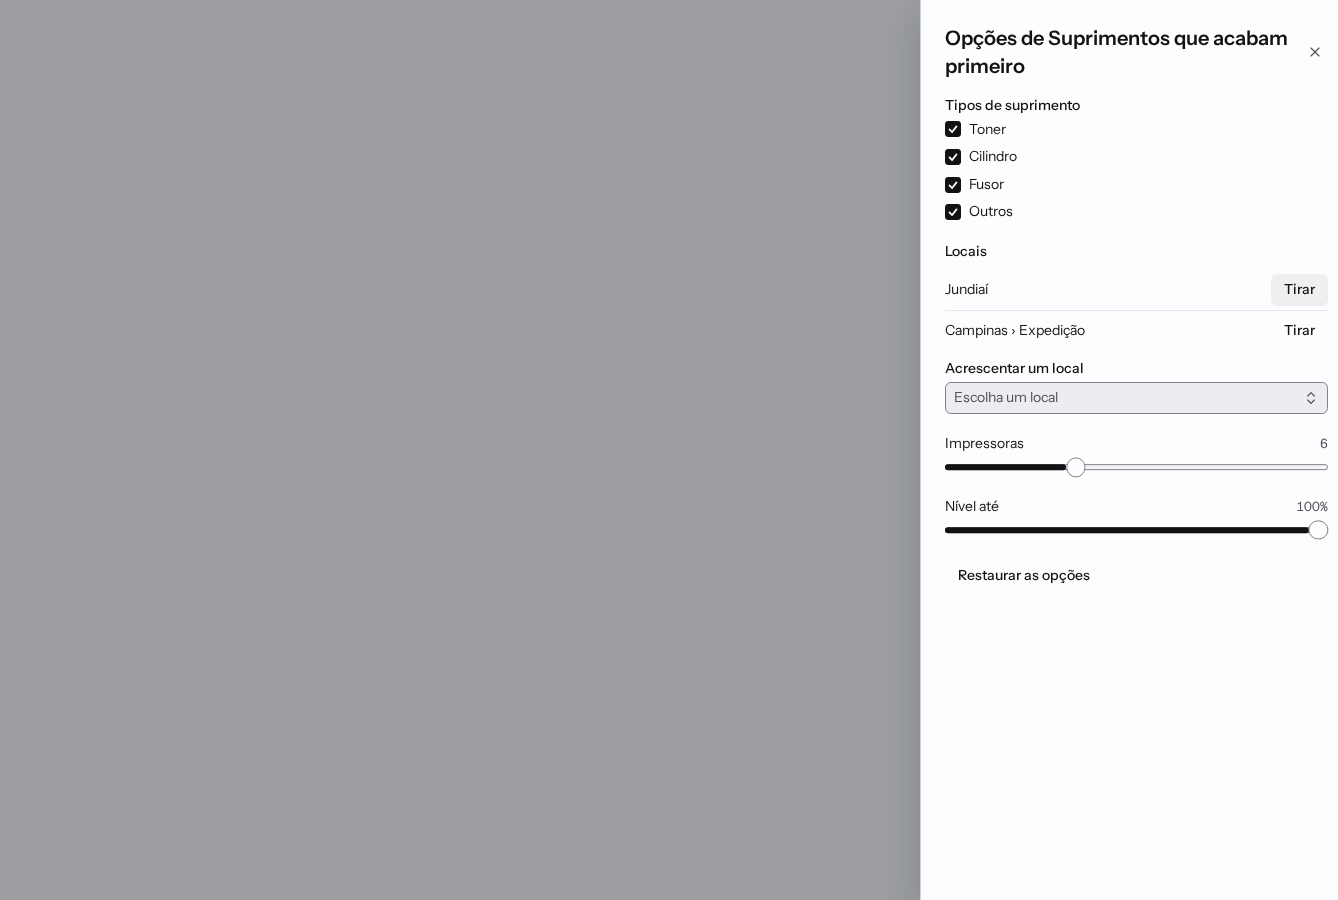 Opções de Suprimentos que acabam
primeiro
Tipos de suprimento
Toner
Cilindro
Fusor
Outros
Locais
Jundiaí Tirar
Campinas › Expedição Tirar
Acrescentar um local
Escolha um local
Impressoras 6
Nível até 100%
Restaurar as opções